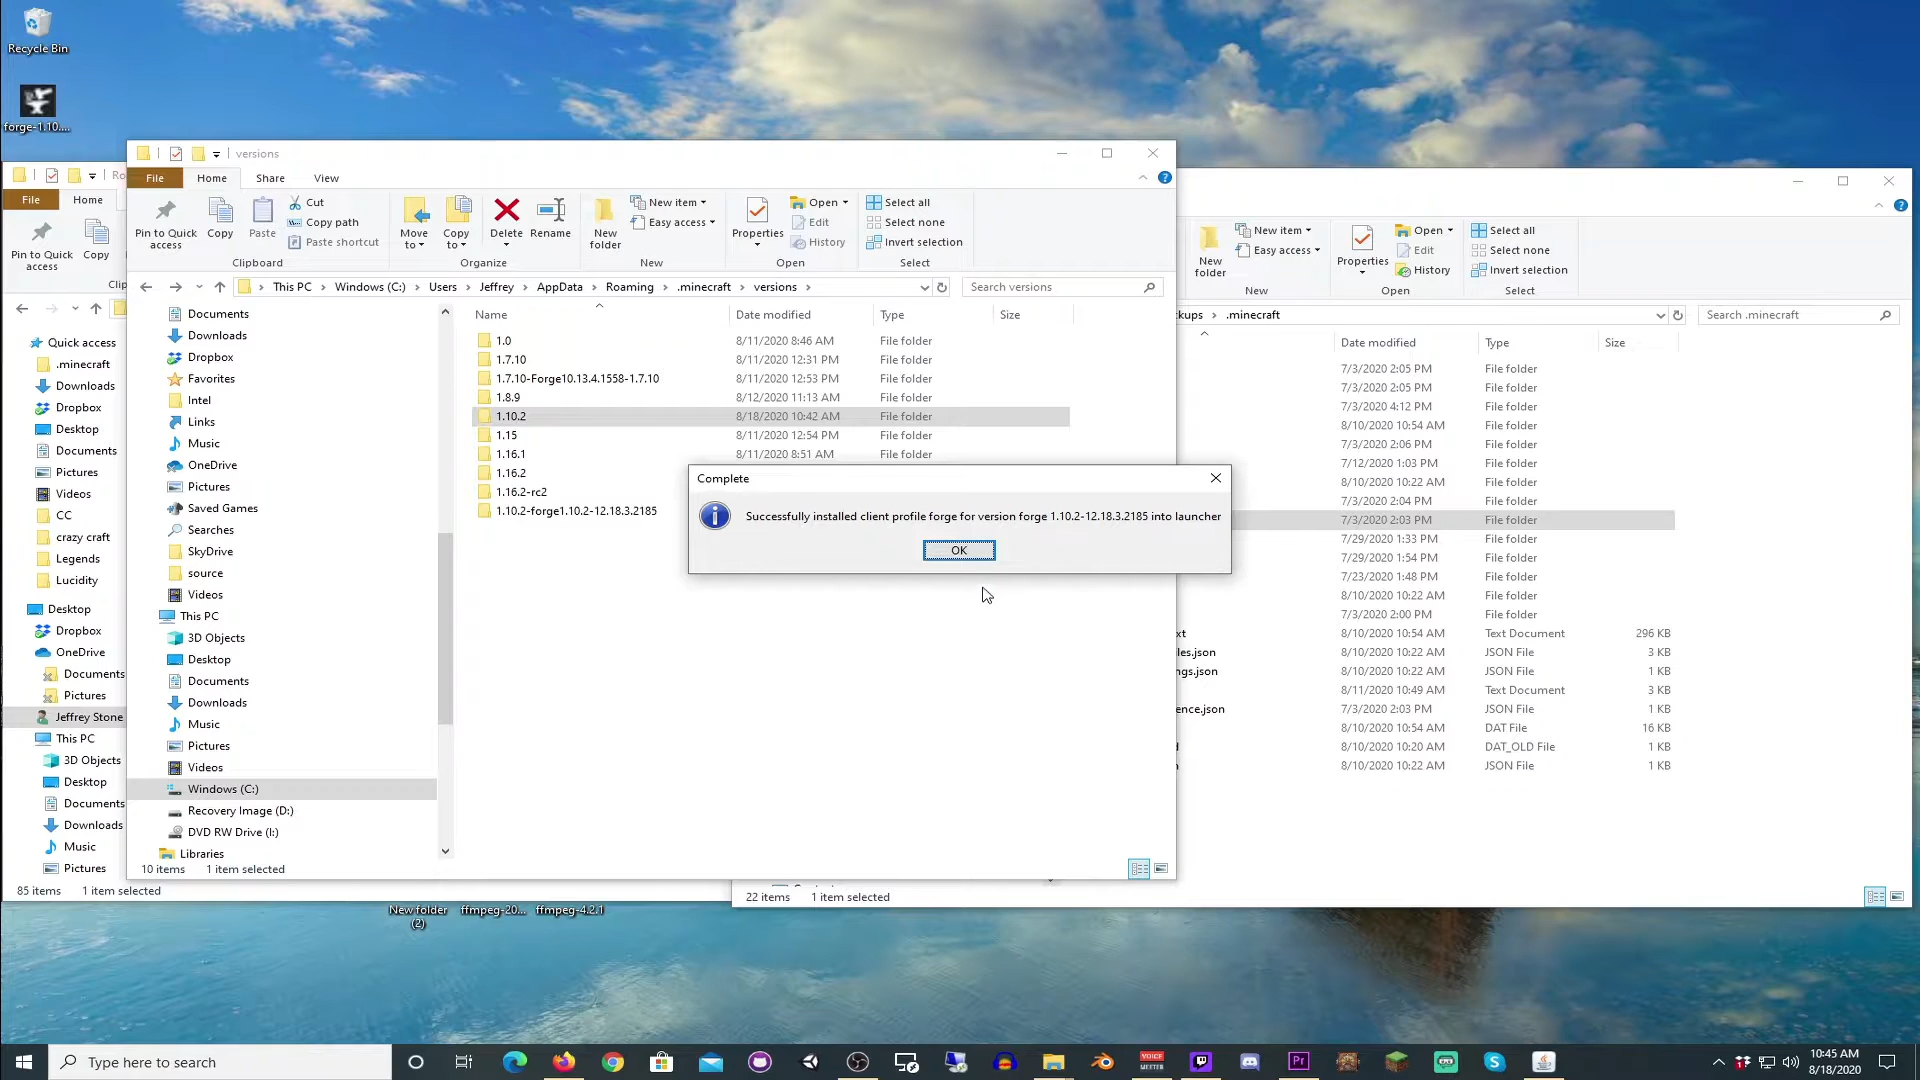 Recycle Bin
forge-1.10....
versions
File
Home
Share
View
Pin to Quick access
Copy
Paste
Cut
Copy path
Paste shortcut
Clipboard
Move to
Copy to
Delete
Rename
Organize
New folder
New item
Easy access
New
Properties
Open
Edit
History
Open
Select all
Select none
Invert selection
Select
This PC > Windows (C:) > Users > Jeffrey > AppData > Roaming > .minecraft > versions >
Search versions
Name
Date modified
Type
Size
1.0 8/11/2020 8:46 AM File folder
1.7.10 8/11/2020 12:31 PM File folder
1.7.10-Forge10.13.4.1558-1.7.10 8/11/2020 12:53 PM File folder
1.8.9 8/12/2020 11:13 AM File folder
1.10.2 8/18/2020 10:42 AM File folder
1.15 8/11/2020 12:54 PM File folder
1.16.1 8/11/2020 8:51 AM File folder
1.16.2
1.16.2-rc2
1.10.2-forge1.10.2-12.18.3.2185
Documents
Downloads
Dropbox
Favorites
Intel
Links
Music
OneDrive
Pictures
Saved Games
Searches
SkyDrive
source
Videos
This PC
3D Objects
Desktop
Documents
Downloads
Music
Pictures
Videos
Windows (C:)
Recovery Image (D:)
DVD RW Drive (I:)
Libraries
10 items 1 item selected
Complete
Successfully installed client profile forge for version forge 1.10.2-12.18.3.2185 into launcher
OK
Ro
File
Home
Pin to Quick access
Copy
Clip
Quick access
.minecraft
Downloads
Dropbox
Desktop
Documents
Pictures
Videos
CC
crazy craft
Legends
Lucidity
Desktop
Dropbox
OneDrive
Documents
Pictures
Jeffrey Stone
This PC
3D Objects
Desktop
Documents
Downloads
Music
Pictures
85 items 1 item selected
New folder
New item
Easy access
New
Properties
Open
Edit
History
Open
Select all
Select none
Invert selection
Select
ckups > .minecraft
Search .minecraft
Date modified
Type
Size
7/3/2020 2:05 PM File folder
7/3/2020 2:05 PM File folder
7/3/2020 4:12 PM File folder
8/10/2020 10:54 AM File folder
7/3/2020 2:06 PM File folder
7/12/2020 1:03 PM File folder
8/10/2020 10:22 AM File folder
7/3/2020 2:04 PM File folder
7/3/2020 2:03 PM File folder
7/29/2020 1:33 PM File folder
7/29/2020 1:54 PM File folder
7/23/2020 1:48 PM File folder
8/10/2020 10:22 AM File folder
7/3/2020 2:00 PM File folder
xt 8/10/2020 10:54 AM Text Document 296 KB
les.json 8/10/2020 10:22 AM JSON File 3 KB
ngs.json 8/10/2020 10:22 AM JSON File 1 KB
8/11/2020 10:49 AM Text Document 3 KB
ence.json 7/3/2020 2:03 PM JSON File 1 KB
8/10/2020 10:54 AM DAT File 16 KB
8/10/2020 10:20 AM DAT_OLD File 1 KB
8/10/2020 10:22 AM JSON File 1 KB
22 items 1 item selected
New folder (2)
ffmpeg-20...
ffmpeg-4.2.1
Type here to search
VOICE MEETER
Pr
10:45 AM
8/18/2020